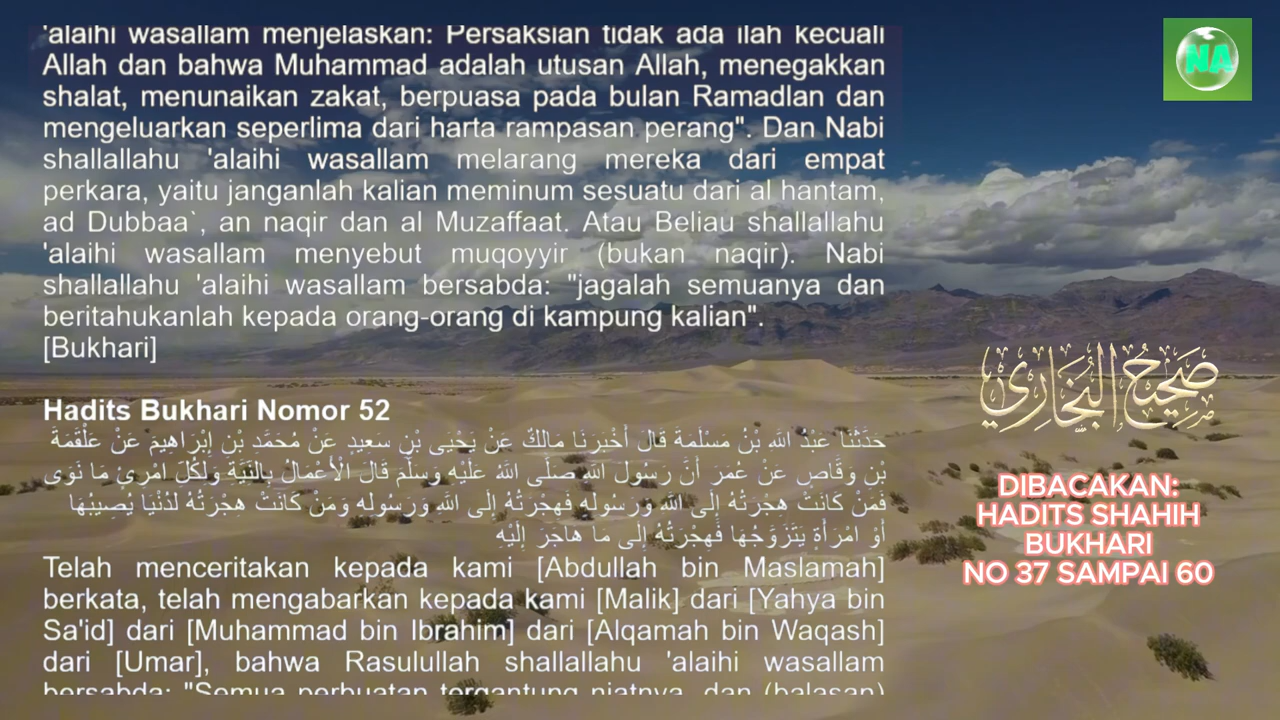 'alaihi wasallam menjelaskan: Persaksian tidak ada ilah kecuali
Allah dan bahwa Muhammad adalah utusan Allah, menegakkan
shalat, menunaikan zakat, berpuasa pada bulan Ramadlan dan
mengeluarkan seperlima dari harta rampasan perang". Dan Nabi
shallallahu 'alaihi wasallam melarang mereka dari empat
perkara, yaitu janganlah kalian meminum sesuatu dari al hantam,
ad Dubbaa`, an naqir dan al Muzaffaat. Atau Beliau shallallahu
'alaihi wasallam menyebut muqoyyir (bukan naqir). Nabi
shallallahu 'alaihi wasallam bersabda: "jagalah semuanya dan
beritahukanlah kepada orang-orang di kampung kalian".
[Bukhari]
Hadits Bukhari Nomor 52
حَدَّثَنَا عَبْدُ اللَّهِ بْنُ مَسْلَمَةَ قَالَ أَخْبَرَنَا مَالِكٌ عَنْ يَحْيَى بْنِ سَعِيدٍ عَنْ مُحَمَّدِ بْنِ إِبْرَاهِيمَ عَنْ عَلْقَمَةَ
بْنِ وَقَّاصٍ عَنْ عُمَرَ أَنَّ رَسُولَ اللَّهِ صَلَّى اللَّهُ عَلَيْهِ وَسَلَّمَ قَالَ الْأَعْمَالُ بِالنِّيَّةِ وَلِكُلِّ امْرِئٍ مَا نَوَى
فَمَنْ كَانَتْ هِجْرَتُهُ إِلَى اللَّهِ وَرَسُولِهِ فَهِجْرَتُهُ إِلَى اللَّهِ وَرَسُولِهِ وَمَنْ كَانَتْ هِجْرَتُهُ لِدُنْيَا يُصِيبُهَا
أَوْ امْرَأَةٍ يَتَزَوَّجُهَا فَهِجْرَتُهُ إِلَى مَا هَاجَرَ إِلَيْهِ
Telah menceritakan kepada kami [Abdullah bin Maslamah]
berkata, telah mengabarkan kepada kami [Malik] dari [Yahya bin
Sa'id] dari [Muhammad bin Ibrahim] dari [Alqamah bin Waqash]
dari [Umar], bahwa Rasulullah shallallahu 'alaihi wasallam
bersabda: "Semua perbuatan tergantung niatnya, dan (balasan)
NA
صَحِيحُ الْبُخَارِيِّ
DIBACAKAN:
HADITS SHAHIH
BUKHARI
NO 37 SAMPAI 60